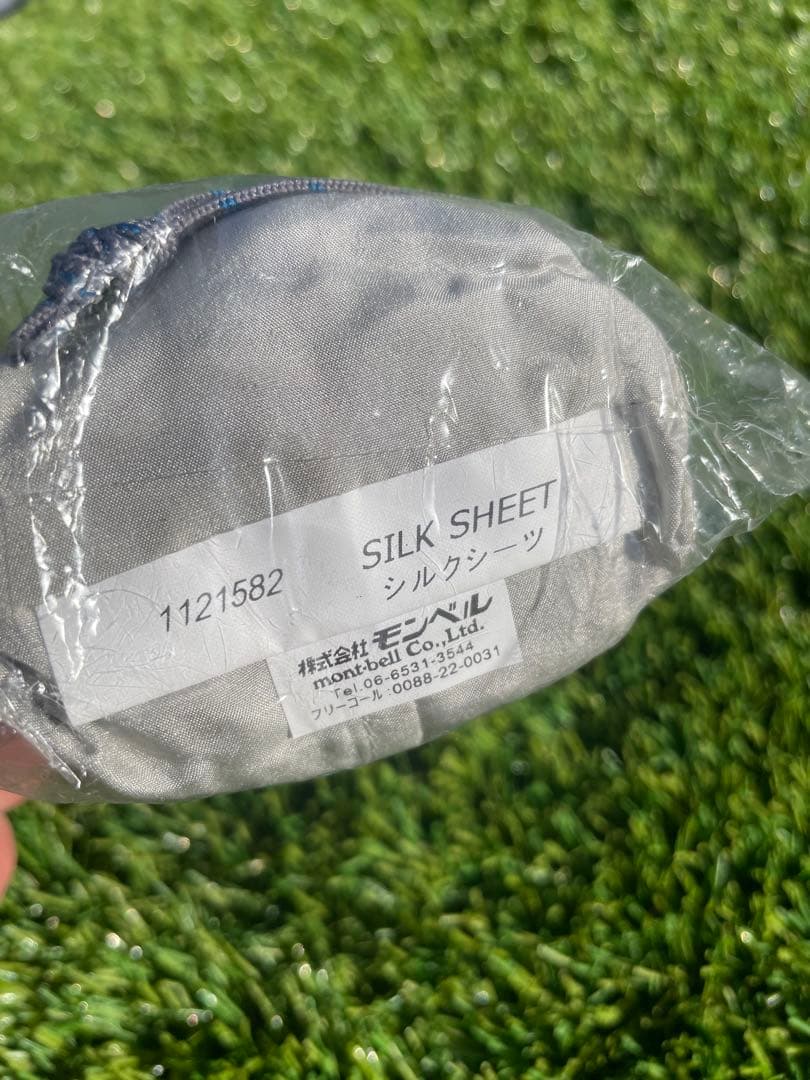 1121582 SILK SHEET
シルクシーツ
株式会社 モンベル
mont-bell Co.,Ltd.
Tel.06-6531-3544
フリーコール:0088-22-0031